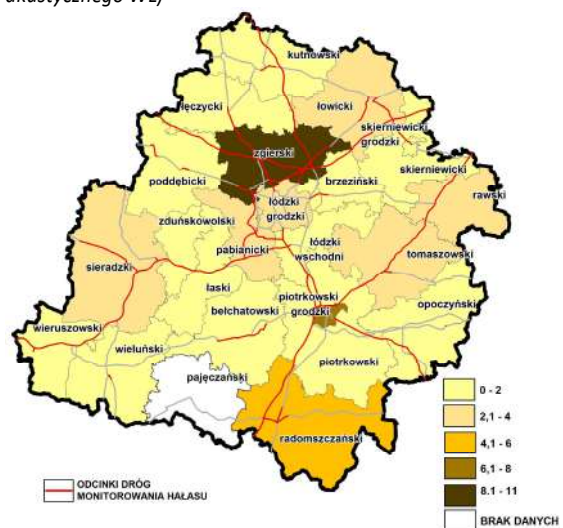 akustycznego WŁ)
kutnowski
łęczycki
łowicki
skierniewicki
grodzki
zgierski
skierniewicki
poddębicki
brzeziński
rawski
łódzki
grodzki
zduńskowolski
pabianicki
łódzki
wschodni
tomaszowski
sieradzki
łaski
piotrkowski
grodzki
opoczyński
bełchatowski
wieruszowski
wieluński
piotrkowski
pajęczański
radomszczański
0 - 2
2,1 - 4
4,1 - 6
6,1 - 8
8.1 - 11
BRAK DANYCH
ODCINKI DRÓG
MONITOROWANIA HAŁASU